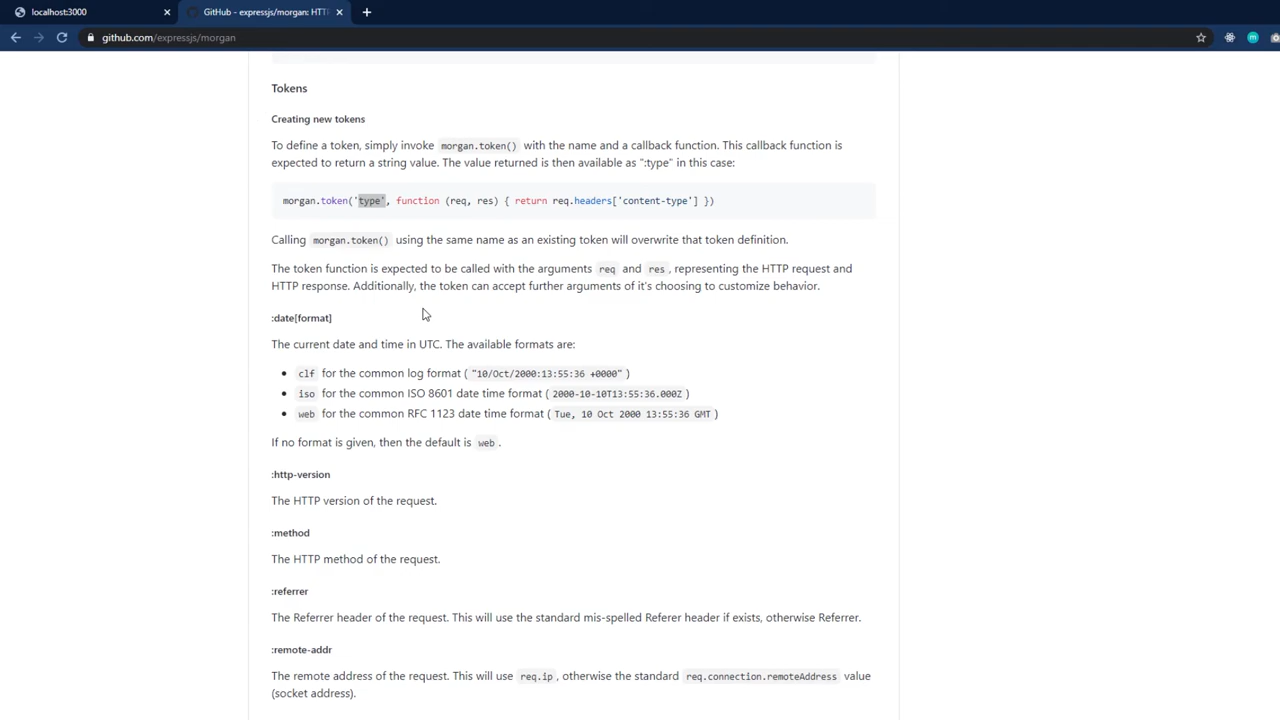 localhost:3000
GitHub - expressjs/morgan: HTT
github.com/expressjs/morgan
Tokens
Creating new tokens
To define a token, simply invoke morgan.token() with the name and a callback function. This callback function is
expected to return a string value. The value returned is then available as ":type" in this case:
morgan.token('type', function (req, res) { return req.headers['content-type'] })
Calling morgan.token() using the same name as an existing token will overwrite that token definition.
The token function is expected to be called with the arguments req and res, representing the HTTP request and
HTTP response. Additionally, the token can accept further arguments of it's choosing to customize behavior.
:date[format]
The current date and time in UTC. The available formats are:
• clf for the common log format ("10/Oct/2000:13:55:36 +0000")
• iso for the common ISO 8601 date time format (2000-10-10T13:55:36.000Z)
• web for the common RFC 1123 date time format (Tue, 10 Oct 2000 13:55:36 GMT)
If no format is given, then the default is web.
:http-version
The HTTP version of the request.
:method
The HTTP method of the request.
:referrer
The Referrer header of the request. This will use the standard mis-spelled Referer header if exists, otherwise Referrer.
:remote-addr
The remote address of the request. This will use req.ip, otherwise the standard req.connection.remoteAddress value
(socket address).